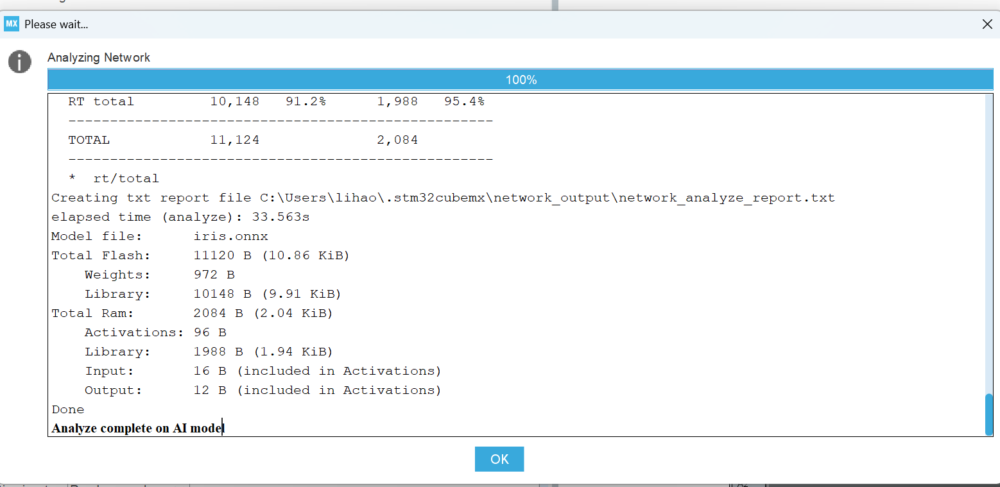 MX Please wait...
Analyzing Network
100%
RT total 10,148 91.2% 1,988 95.4%
---------------------------------------------------
TOTAL 11,124 2,084
---------------------------------------------------
* rt/total
Creating txt report file C:\Users\lihao\.stm32cubemx\network_output\network_analyze_report.txt
elapsed time (analyze): 33.563s
Model file: iris.onnx
Total Flash: 11120 B (10.86 KiB)
Weights: 972 B
Library: 10148 B (9.91 KiB)
Total Ram: 2084 B (2.04 KiB)
Activations: 96 B
Library: 1988 B (1.94 KiB)
Input: 16 B (included in Activations)
Output: 12 B (included in Activations)
Done
Analyze complete on AI model
OK